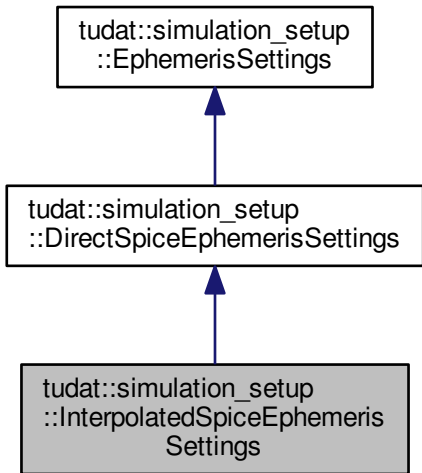 tudat::simulation_setup
::EphemerisSettings
tudat::simulation_setup
::DirectSpiceEphemerisSettings
tudat::simulation_setup
::InterpolatedSpiceEphemeris
Settings